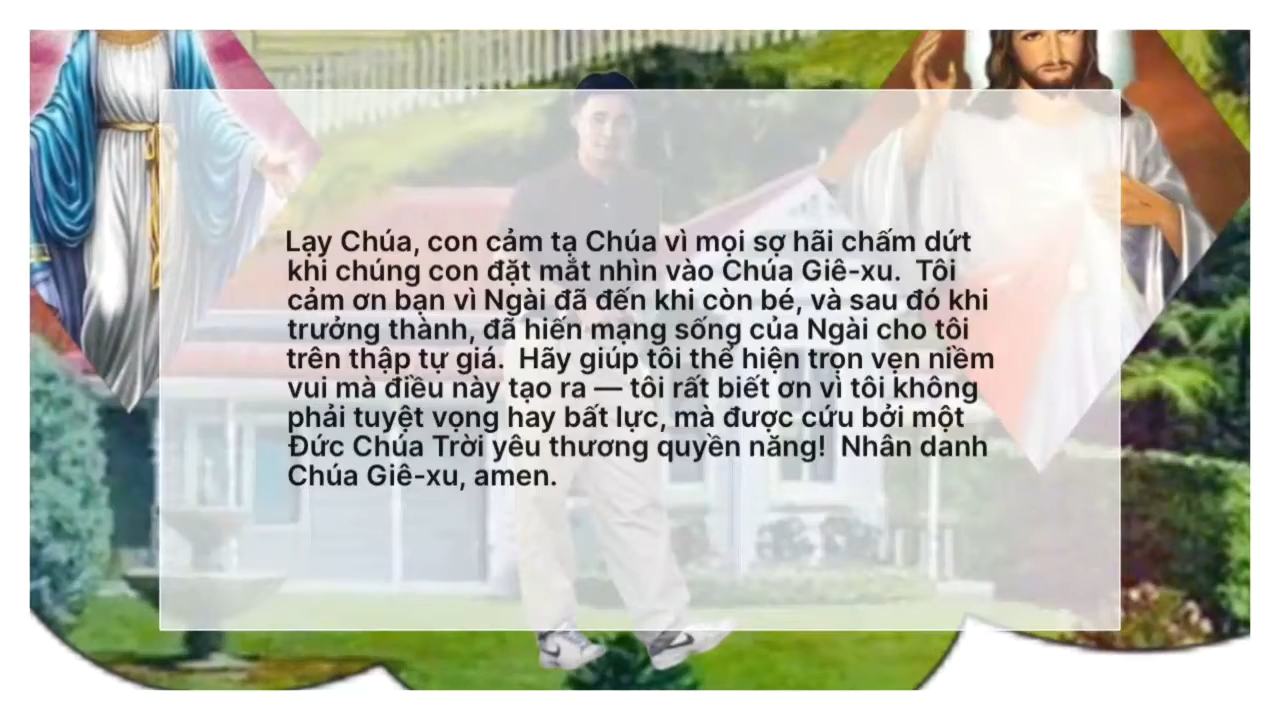 Lạy Chúa, con cảm tạ Chúa vì mọi sợ hãi chấm dứt
khi chúng con đặt mắt nhìn vào Chúa Giê-xu.  Tôi
cảm ơn bạn vì Ngài đã đến khi còn bé, và sau đó khi
trưởng thành, đã hiến mạng sống của Ngài cho tôi
trên thập tự giá.  Hãy giúp tôi thể hiện trọn vẹn niềm
vui mà điều này tạo ra — tôi rất biết ơn vì tôi không
phải tuyệt vọng hay bất lực, mà được cứu bởi một
Đức Chúa Trời yêu thương quyền năng!  Nhân danh
Chúa Giê-xu, amen.